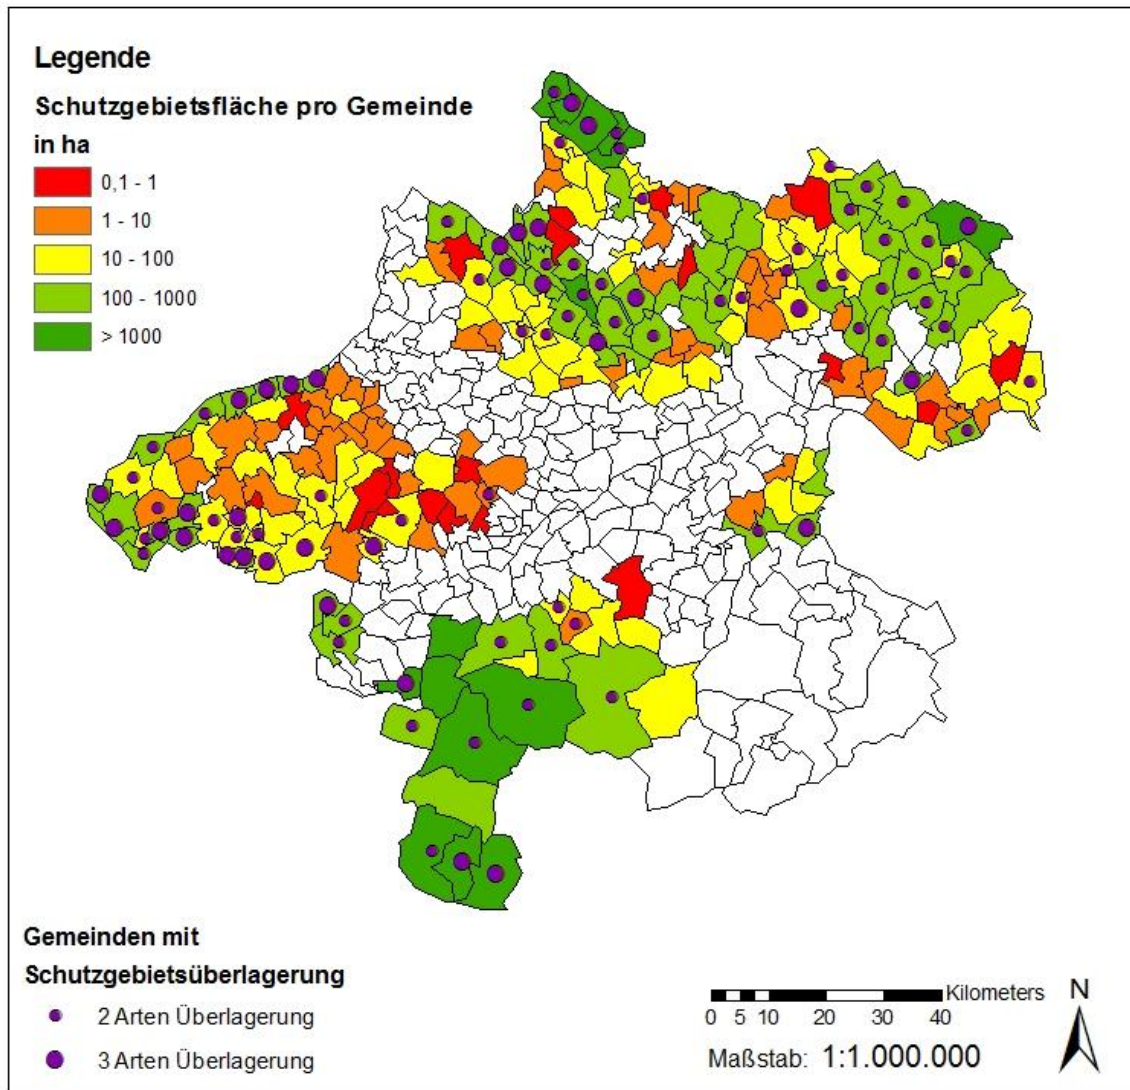 Legende
Schutzgebietsfläche pro Gemeinde
in ha
0,1 - 1
1 - 10
10 - 100
100 - 1000
> 1000
Gemeinden mit
Schutzgebietsüberlagerung
2 Arten Überlagerung
3 Arten Überlagerung
Kilometers
0 5 10 20 30 40
Maßstab: 1:1.000.000
N